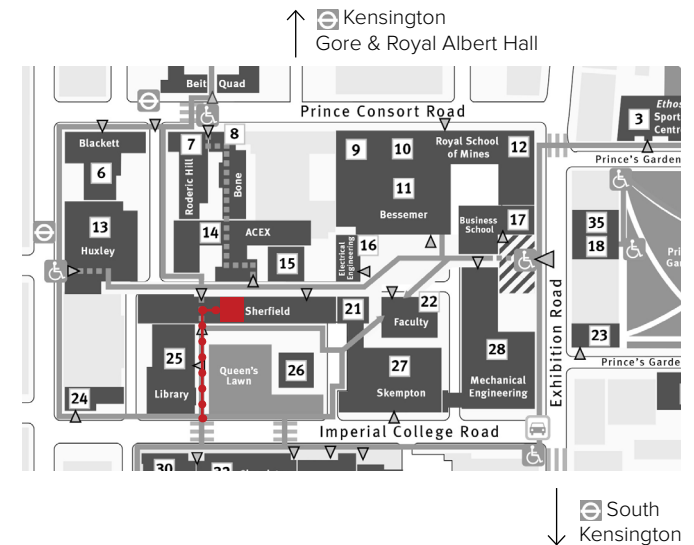 Kensington
Gore & Royal Albert Hall
Beit Quad
Prince Consort Road
Ethos
Sport
Centre
3
Prince's Garden
Blackett
6
7
8
Roderic Hill
Bone
9
10
11
Bessemer
Royal School
of Mines
12
13
Huxley
14
ACEX
15
16
Electrical
Engineering
Business
School
17
35
18
Pri
Ga
Sherfield
21
22
Faculty
23
Prince's Garde
Exhibition Road
24
25
Library
Queen's
Lawn
26
27
Skempton
28
Mechanical
Engineering
Imperial College Road
30
South
Kensington